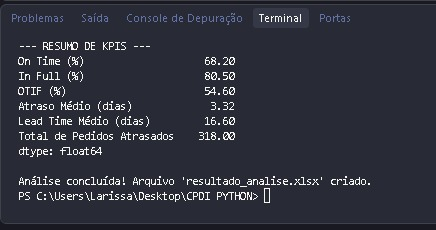 Problemas Saída Console de Depuração Terminal Portas
--- RESUMO DE KPIS ---
On Time (%) 68.20
In Full (%) 80.50
OTIF (%) 54.60
Atraso Médio (dias) 3.32
Lead Time Médio (dias) 16.60
Total de Pedidos Atrasados 318.00
dtype: float64
Análise concluída! Arquivo 'resultado_analise.xlsx' criado.
PS C:\Users\Larissa\Desktop\CPDI PYTHON>